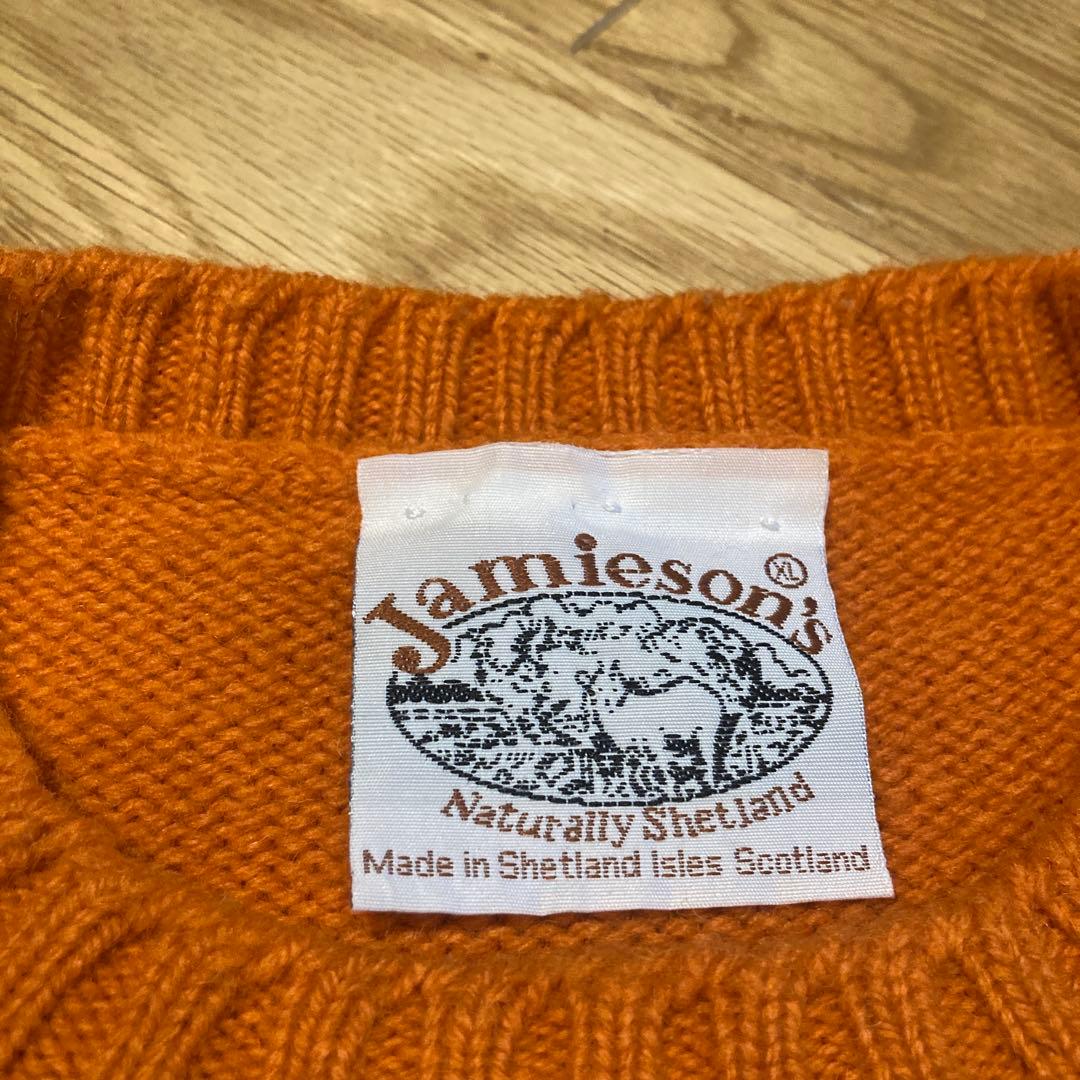 Jamieson's
XL
Naturally Shetland
Made in Shetland Isles Scotland